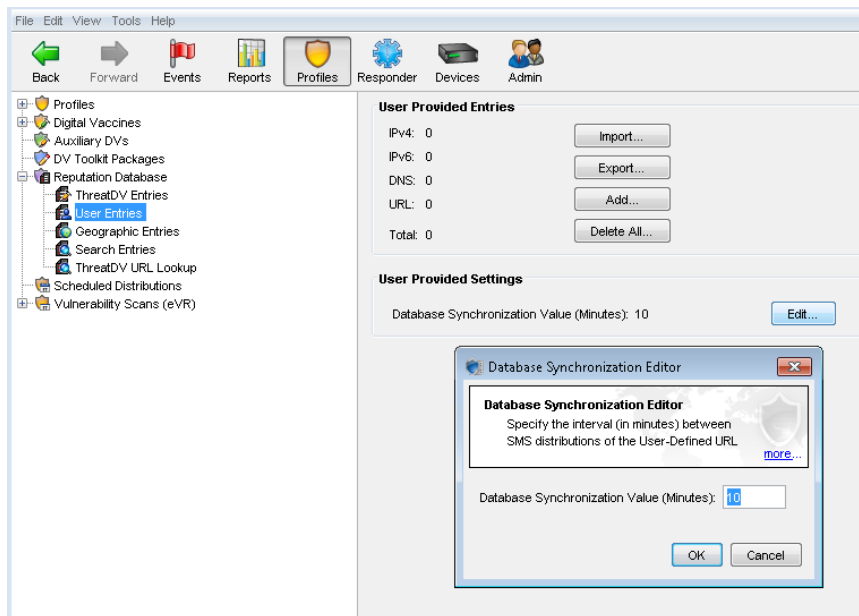 File Edit View Tools Help
Back Forward Events Reports Profiles Responder Devices Admin
Profiles
Digital Vaccines
Auxiliary DVs
DV Toolkit Packages
Reputation Database
ThreatDV Entries
User Entries
Geographic Entries
Search Entries
ThreatDV URL Lookup
Scheduled Distributions
Vulnerability Scans (eVR)
User Provided Entries
IPv4: 0
IPv6: 0
DNS: 0
URL: 0
Total: 0
Import...
Export...
Add...
Delete All...
User Provided Settings
Database Synchronization Value (Minutes): 10 Edit...
Database Synchronization Editor
Database Synchronization Editor
Specify the interval (in minutes) between
SMS distributions of the User-Defined URL
more...
Database Synchronization Value (Minutes): 10
OK Cancel